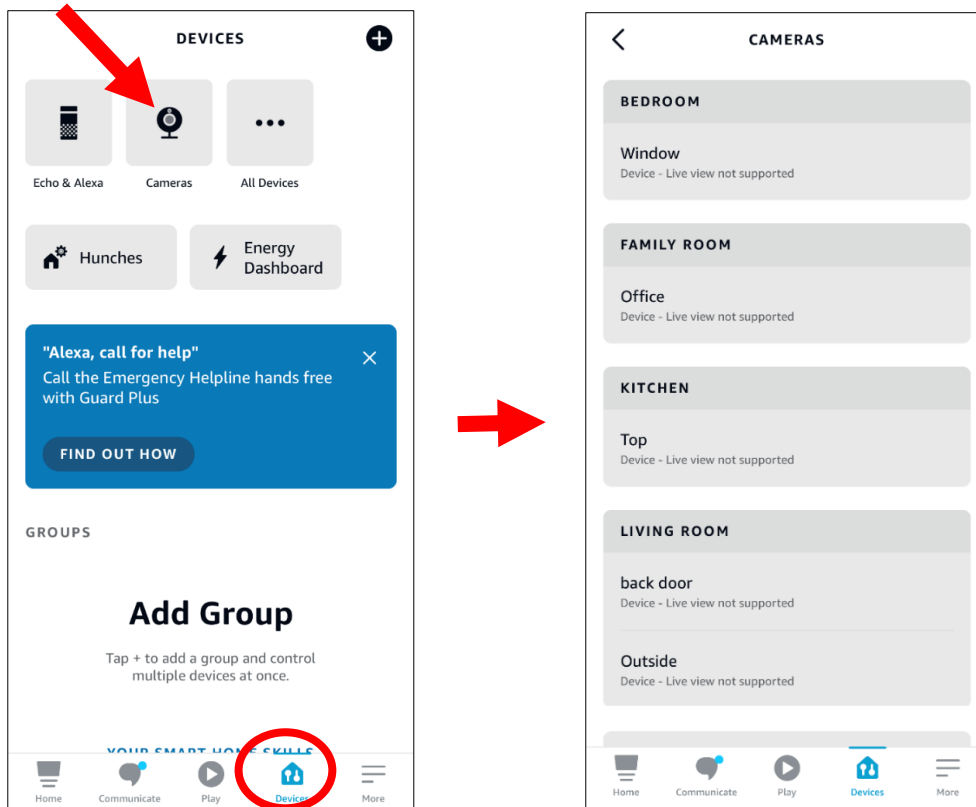 DEVICES
Echo & Alexa
Cameras
All Devices
Hunches
Energy
Dashboard
"Alexa, call for help"
Call the Emergency Helpline hands free
with Guard Plus
FIND OUT HOW
GROUPS
Add Group
Tap + to add a group and control
multiple devices at once.
YOUR SMART HOME SKILLS
Home
Communicate
Play
Devices
More
CAMERAS
BEDROOM
Window
Device - Live view not supported
FAMILY ROOM
Office
Device - Live view not supported
KITCHEN
Top
Device - Live view not supported
LIVING ROOM
back door
Device - Live view not supported
Outside
Device - Live view not supported
Home
Communicate
Play
Devices
More